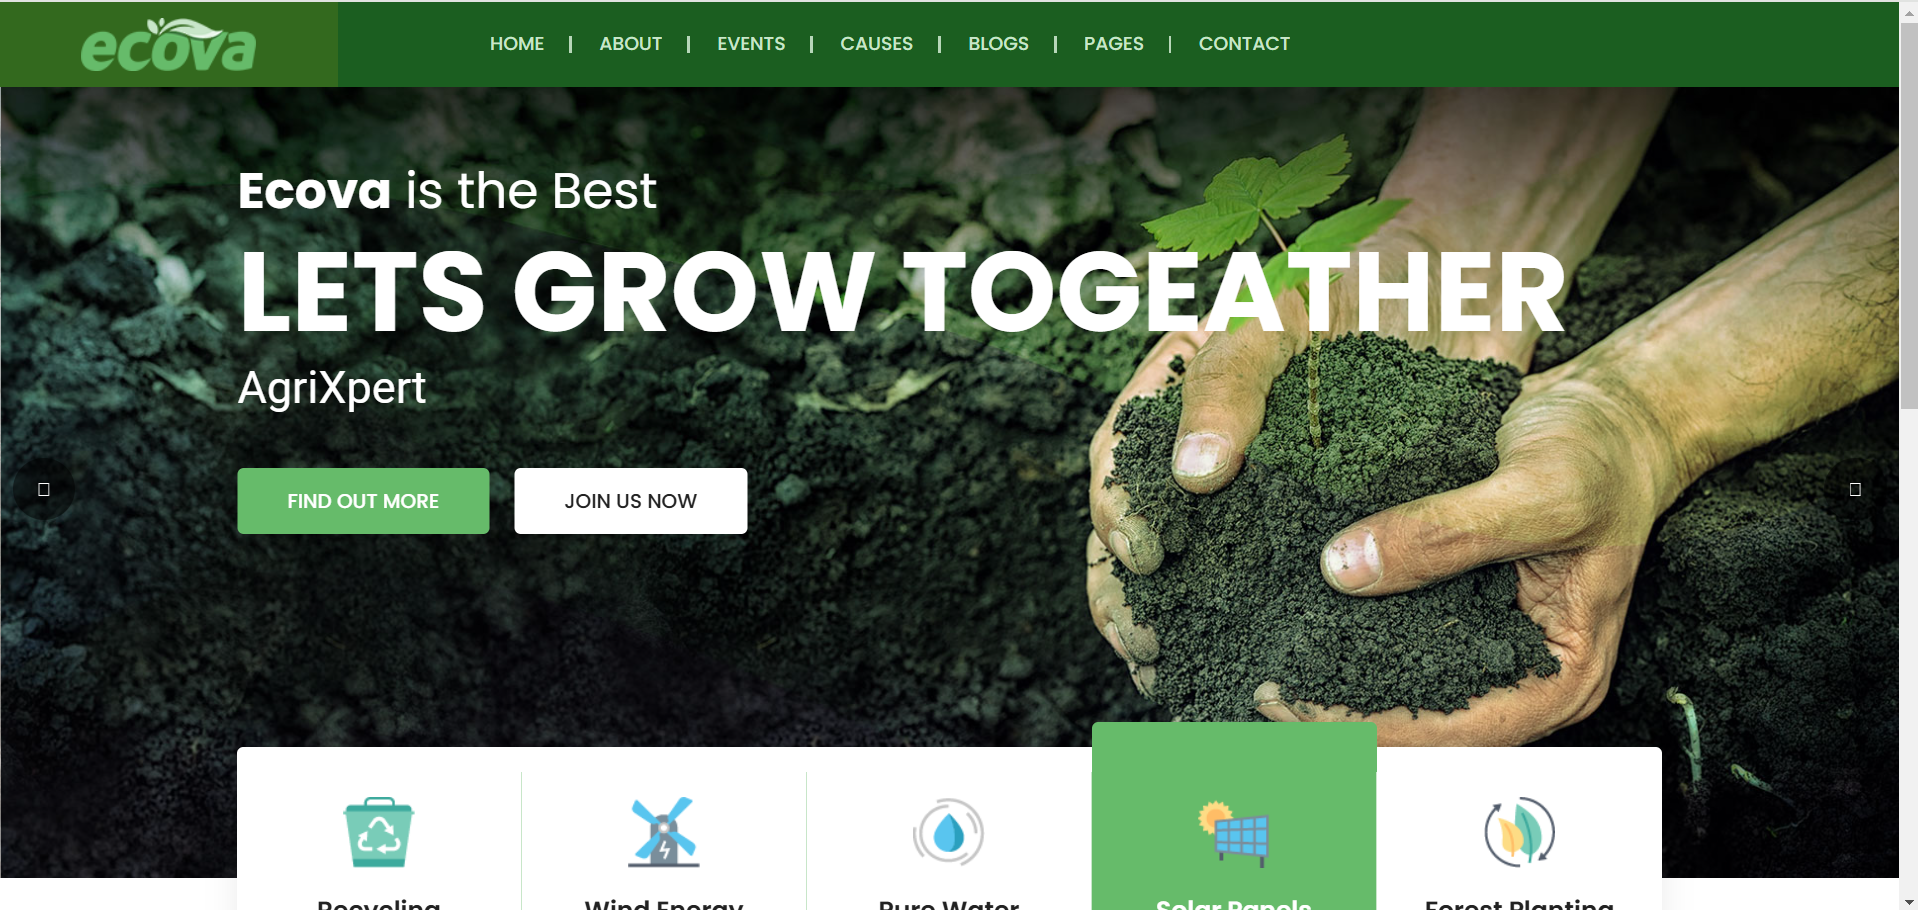 ecova
HOME | ABOUT | EVENTS | CAUSES | BLOGS | PAGES | CONTACT
Ecova is the Best
LETS GROW TOGEATHER
AgriXpert
FIND OUT MORE
JOIN US NOW
Recycling
Wind Energy
Pure Water
Solar Panels
Forest Planting